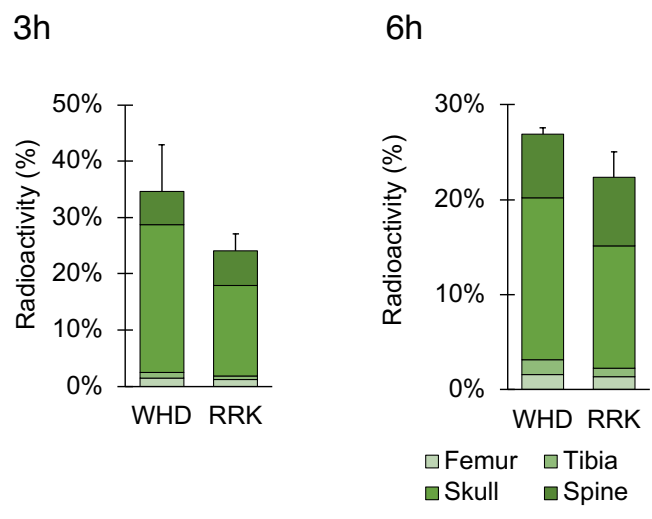 3h
Radioactivity (%)
50%
40%
30%
20%
10%
0%
WHD RRK
6h
Radioactivity (%)
30%
20%
10%
0%
WHD RRK
Femur Tibia
Skull Spine